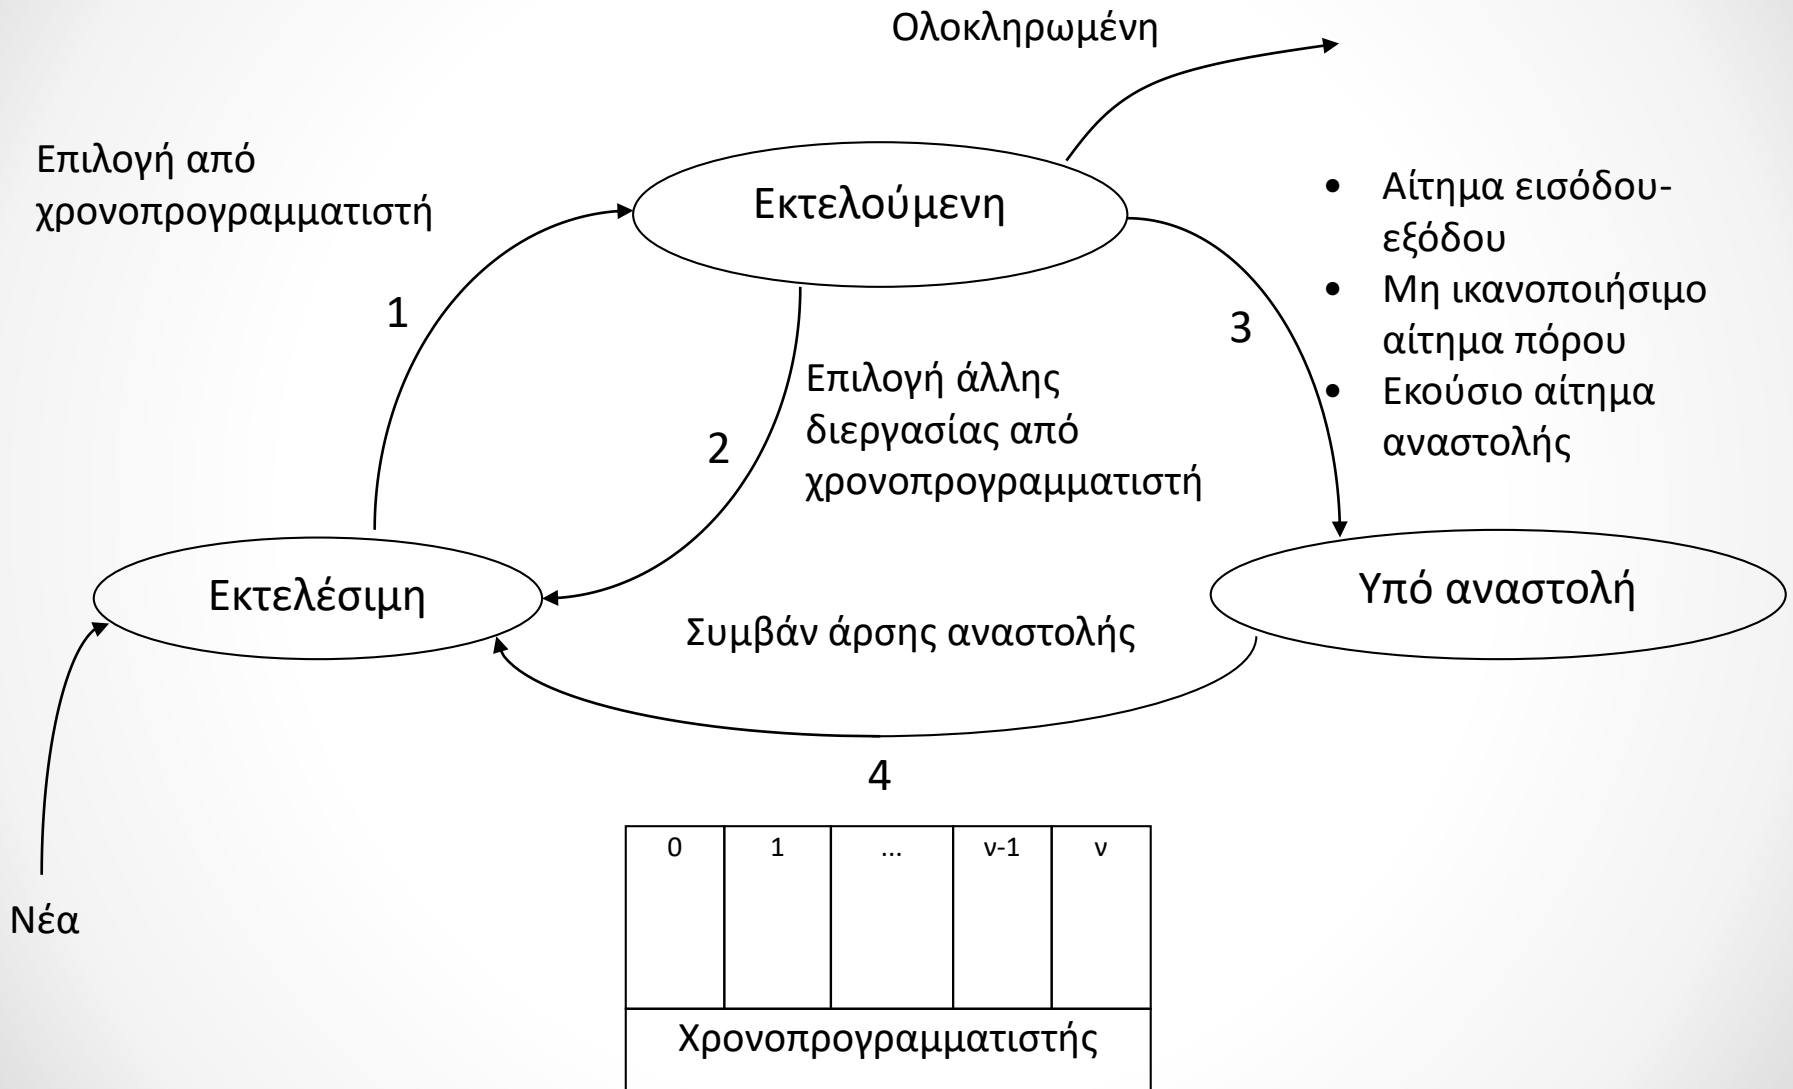 Ολοκληρωμένη
Επιλογή από
χρονοπρογραμματιστή
Εκτελούμενη
• Αίτημα εισόδου-
εξόδου
• Μη ικανοποιήσιμο
αίτημα πόρου
• Εκούσιο αίτημα
αναστολής
1
3
Επιλογή άλλης
διεργασίας από
χρονοπρογραμματιστή
2
Εκτελέσιμη
Υπό αναστολή
Συμβάν άρσης αναστολής
4
0 1 ... ν-1 ν
Νέα
Χρονοπρογραμματιστής